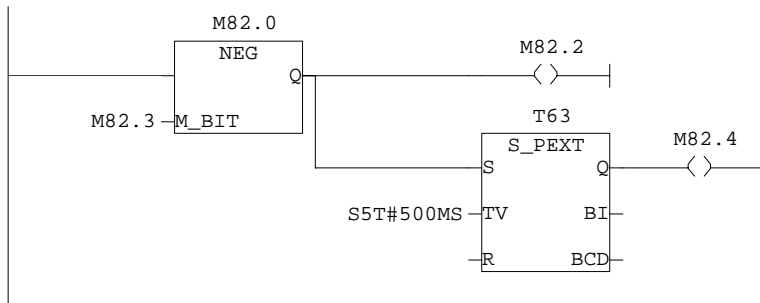 M82.0
NEG
Q
M82.2
M82.3
M_BIT
T63
S_PEXT
M82.4
S
Q
S5T#500MS
TV
BI
R
BCD